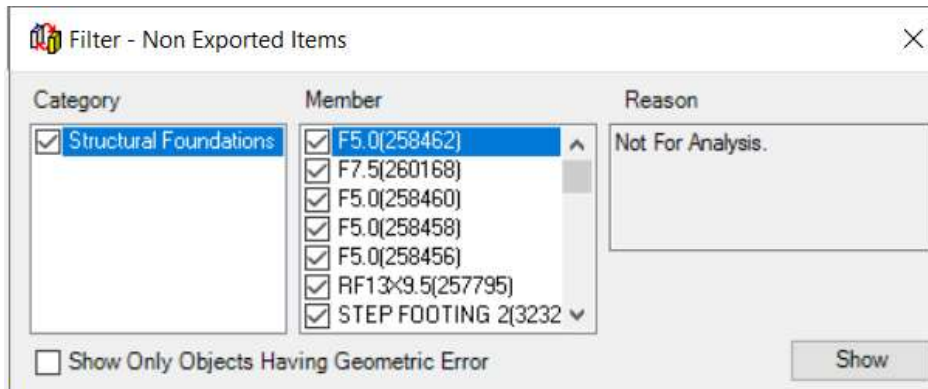 Filter - Non Exported Items
Category
Member
Reason
Structural Foundations
F5.0(258462)
F7.5(260168)
F5.0(258460)
F5.0(258458)
F5.0(258456)
RF13X9.5(257795)
STEP FOOTING 2(3232
Not For Analysis.
Show Only Objects Having Geometric Error
Show